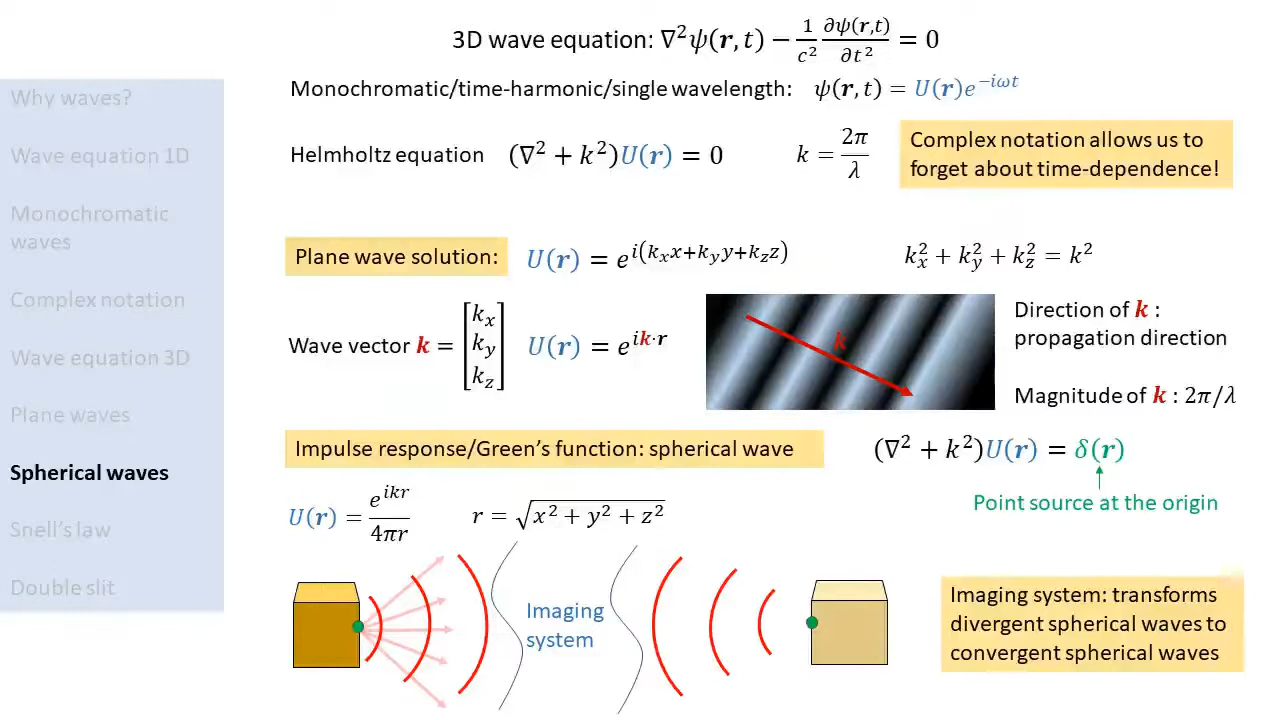 3D wave equation: ∇²ψ(r, t) − 1/c² ∂ψ(r,t)/∂t² = 0
Why waves?
Wave equation 1D
Monochromatic
waves
Complex notation
Wave equation 3D
Plane waves
Spherical waves
Snell's law
Double slit
Monochromatic/time-harmonic/single wavelength: ψ(r, t) = U(r)e^{−iωt}
Helmholtz equation (∇² + k²)U(r) = 0 k = 2π/λ
Complex notation allows us to
forget about time-dependence!
Plane wave solution: U(r) = e^{i(kₓx+k_yy+k_zz)} kₓ² + k_y² + k_z² = k²
Wave vector k = [kₓ k_y k_z] U(r) = e^{ik·r}
k
Direction of k :
propagation direction
Magnitude of k : 2π/λ
Impulse response/Green's function: spherical wave (∇² + k²)U(r) = δ(r)
Point source at the origin
U(r) = e^{ikr}/4πr r = √(x² + y² + z²)
Imaging
system
Imaging system: transforms
divergent spherical waves to
convergent spherical waves